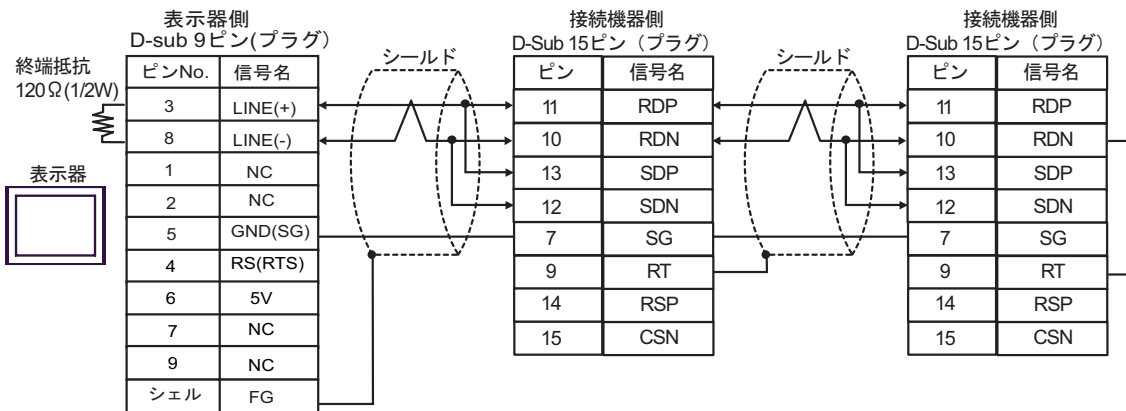 表示器側
D-sub 9ピン(プラグ)
終端抵抗
120Ω(1/2W)
表示器
ピンNo. 信号名
3 LINE(+)
8 LINE(-)
1 NC
2 NC
5 GND(SG)
4 RS(RTS)
6 5V
7 NC
9 NC
シェル FG
シールド
接続機器側
D-Sub 15ピン（プラグ）
ピン 信号名
11 RDP
10 RDN
13 SDP
12 SDN
7 SG
9 RT
14 RSP
15 CSN
シールド
接続機器側
D-Sub 15ピン（プラグ）
ピン 信号名
11 RDP
10 RDN
13 SDP
12 SDN
7 SG
9 RT
14 RSP
15 CSN